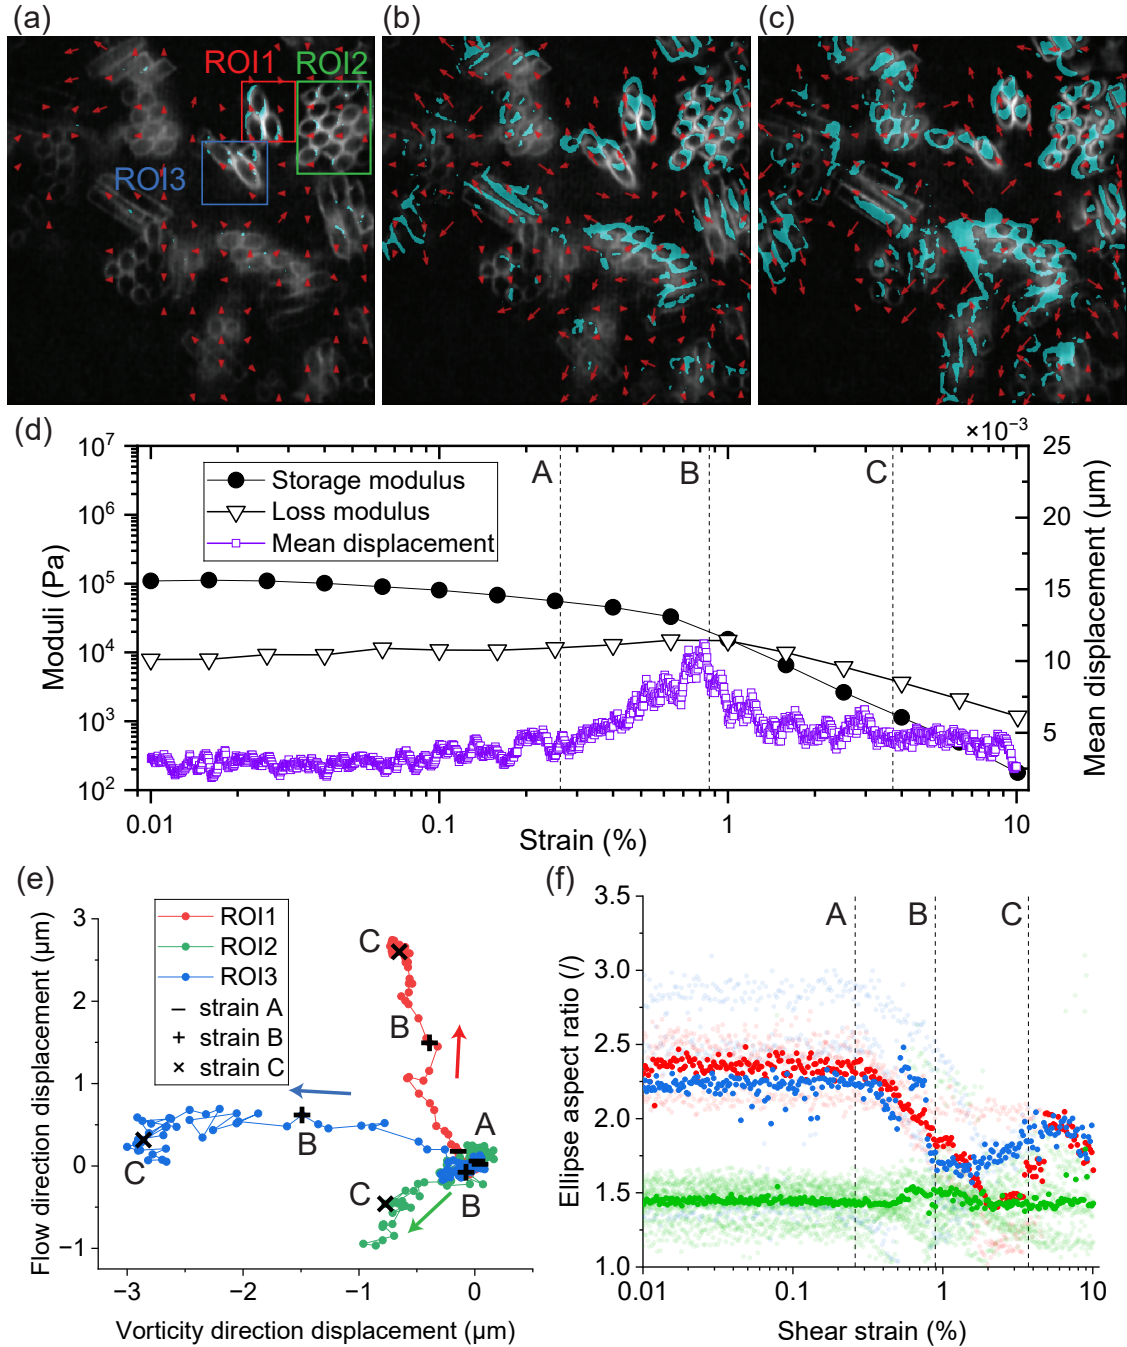 (a)
(b)
(c)
ROI1
ROI2
ROI3
(d)
×10⁻³
10⁷
10⁶
10⁵
10⁴
10³
10²
Moduli (Pa)
25
20
15
10
5
Mean displacement (μm)
Storage modulus
Loss modulus
Mean displacement
A
B
C
0.01
0.1
1
10
Strain (%)
(e)
3
2
1
0
−1
Flow direction displacement (μm)
ROI1
ROI2
ROI3
strain A
strain B
strain C
C
B
A
B
C
C
B
−3
−2
−1
0
Vorticity direction displacement (μm)
(f)
3.5
3.0
2.5
2.0
1.5
1.0
Ellipse aspect ratio (/)
A
B
C
0.01
0.1
1
10
Shear strain (%)